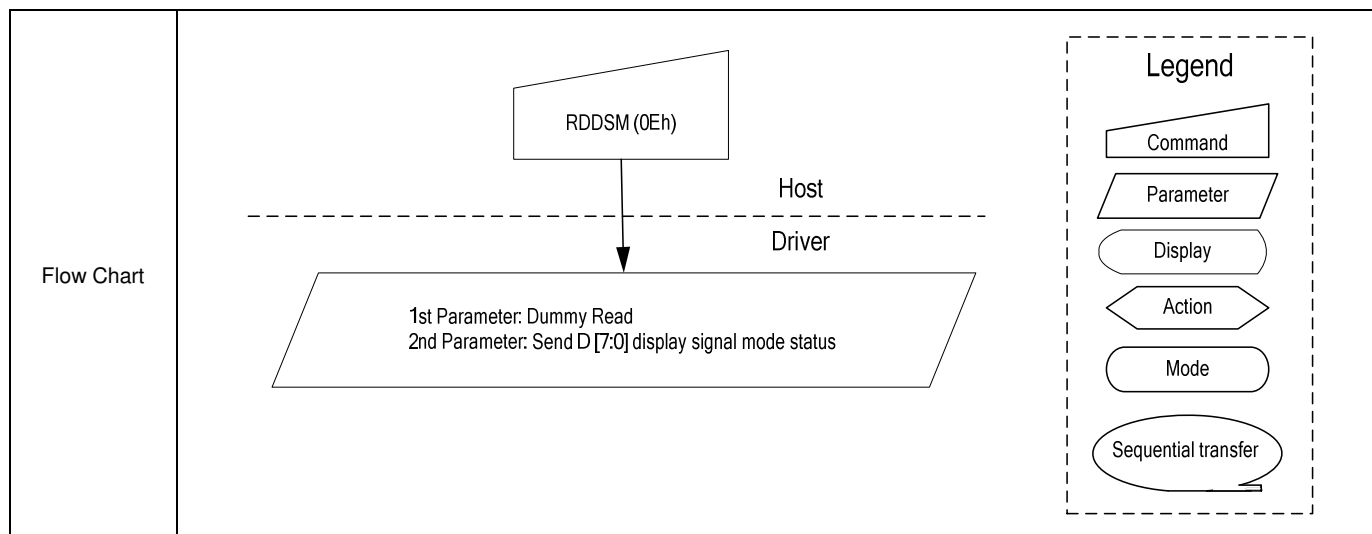 Flow Chart
RDDSM (0Eh)
Host
Driver
1st Parameter: Dummy Read
2nd Parameter: Send D [7:0] display signal mode status
Legend
Command
Parameter
Display
Action
Mode
Sequential transfer